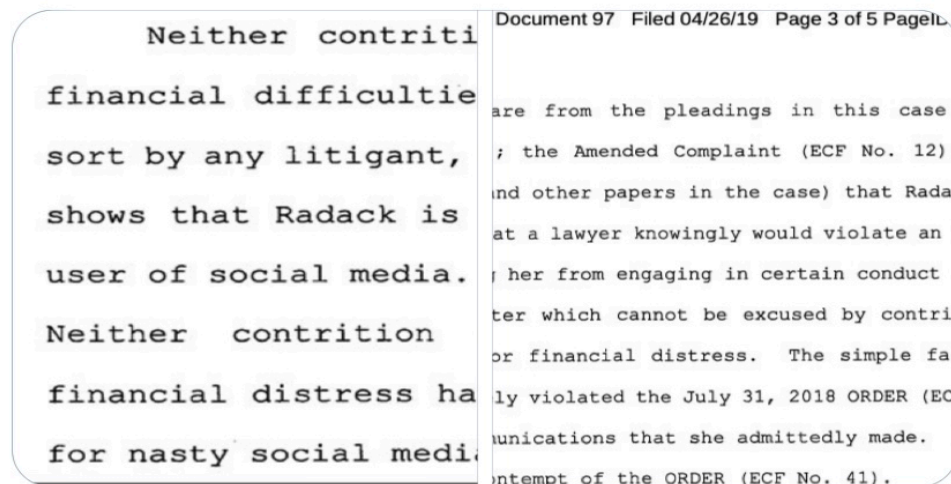 Neither contriti
financial difficultie
sort by any litigant,
shows that Radack is
user of social media.
Neither contrition
financial distress ha
for nasty social medi
Document 97 Filed 04/26/19 Page 3 of 5 PageI
are from the pleadings in this case
; the Amended Complaint (ECF No. 12)
nd other papers in the case) that Rada
at a lawyer knowingly would violate an
her from engaging in certain conduct
ter which cannot be excused by contri
or financial distress. The simple fa
ly violated the July 31, 2018 ORDER (EC
unications that she admittedly made.
ontempt of the ORDER (ECF No. 41).